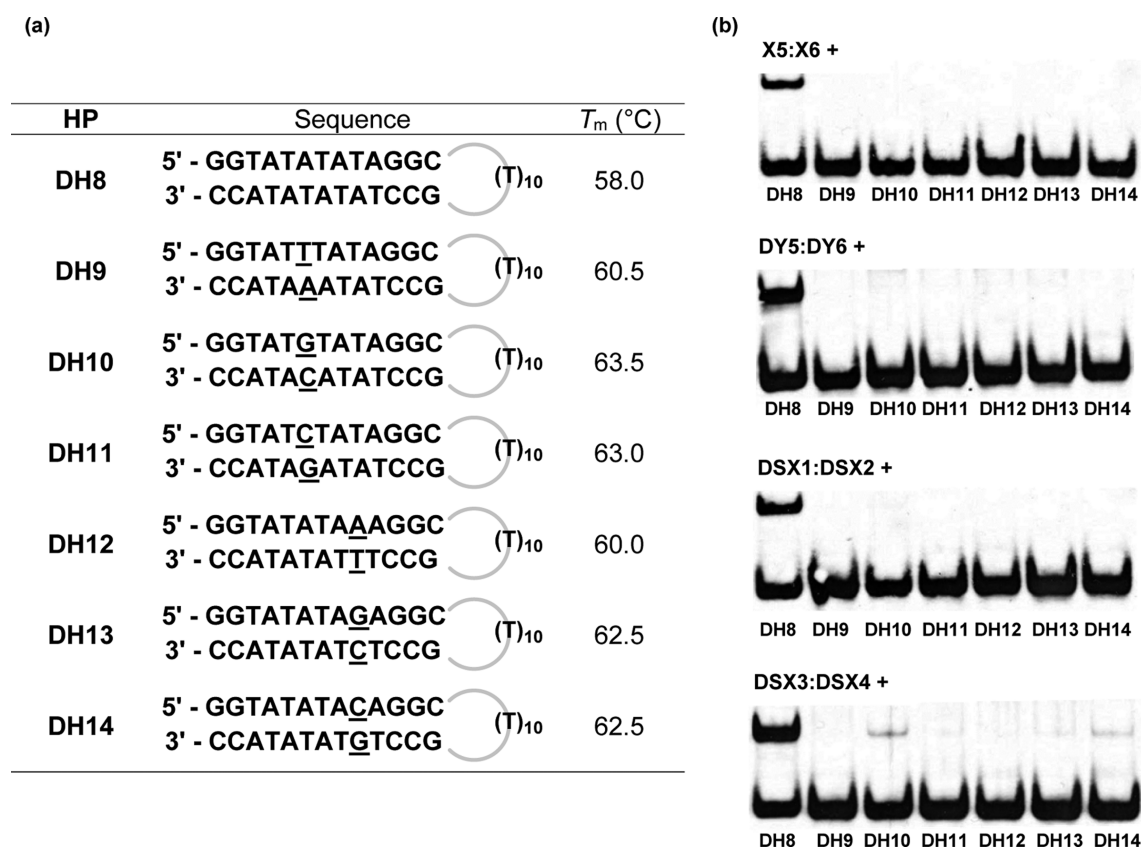 (a)
HP Sequence Tm (°C)
5' - GGTATATATAGGC
DH8 (T)10 58.0
3' - CCATATATATCCG
5' - GGTATTTATAGGC
DH9 (T)10 60.5
3' - CCATAAATATCCG
5' - GGTATGTATAGGC
DH10 (T)10 63.5
3' - CCATACATATCCG
5' - GGTATCTATAGGC
DH11 (T)10 63.0
3' - CCATAGATATCCG
5' - GGTATATAAAGGC
DH12 (T)10 60.0
3' - CCATATATTTCCG
5' - GGTATATAGAGGC
DH13 (T)10 62.5
3' - CCATATATCTCCG
5' - GGTATATACAGGC
DH14 (T)10 62.5
3' - CCATATATGTCCG
(b)
X5:X6 +
DH8 DH9 DH10 DH11 DH12 DH13 DH14
DY5:DY6 +
DH8 DH9 DH10 DH11 DH12 DH13 DH14
DSX1:DSX2 +
DH8 DH9 DH10 DH11 DH12 DH13 DH14
DSX3:DSX4 +
DH8 DH9 DH10 DH11 DH12 DH13 DH14